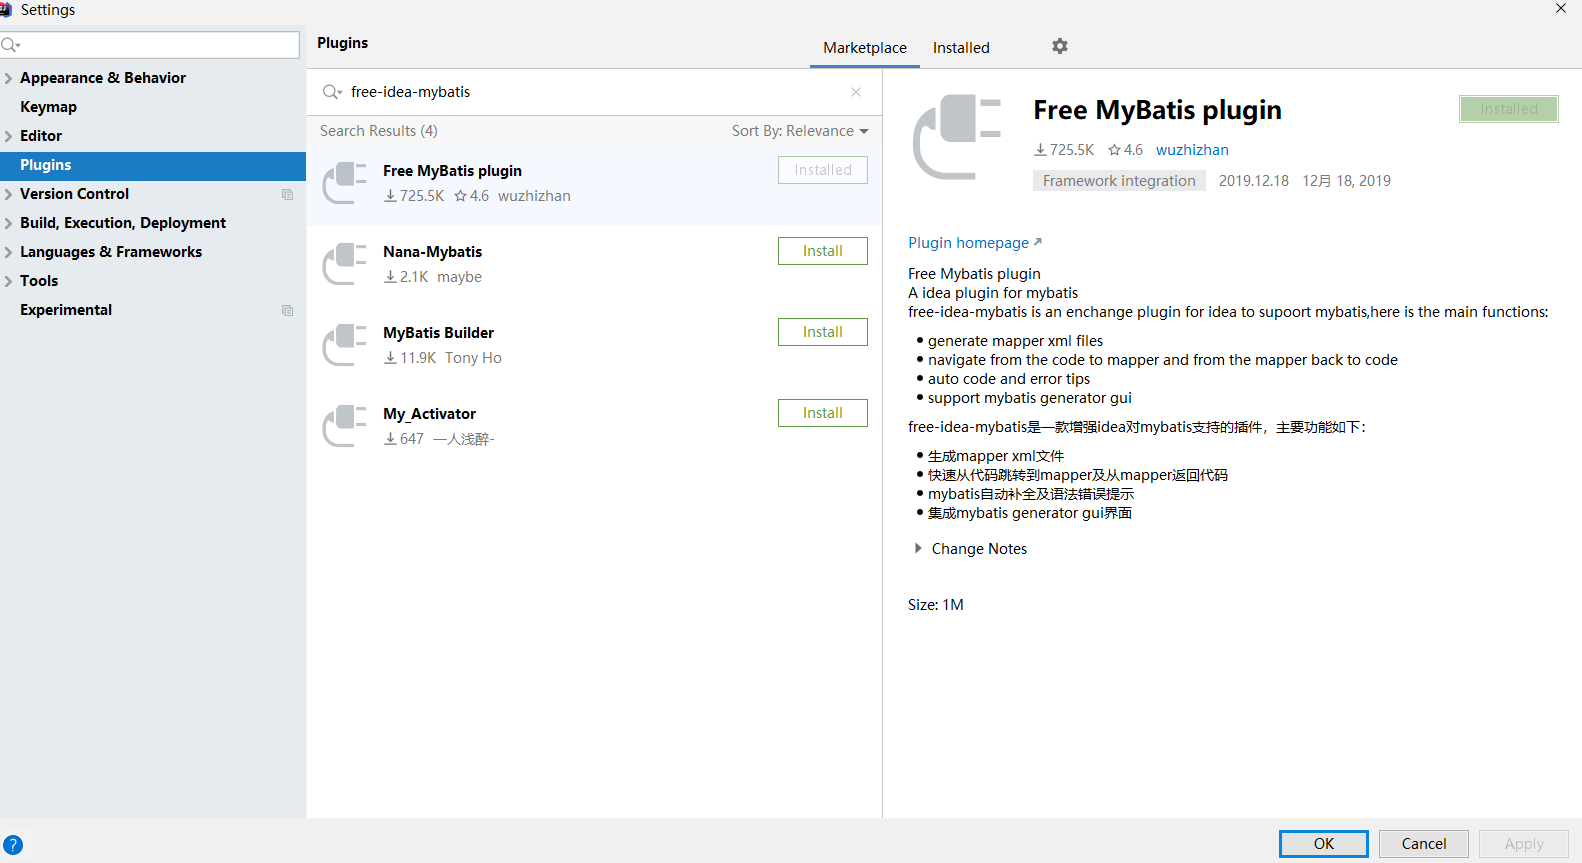 Settings
Appearance & Behavior
Keymap
Editor
Plugins
Version Control
Build, Execution, Deployment
Languages & Frameworks
Tools
Experimental
Plugins
Marketplace
Installed
free-idea-mybatis
Search Results (4)
Sort By: Relevance
Free MyBatis plugin
725.5K 4.6 wuzhizhan
Installed
Nana-Mybatis
2.1K maybe
Install
MyBatis Builder
11.9K Tony Ho
Install
My_Activator
647 一人浅醉-
Install
Free MyBatis plugin
Installed
725.5K 4.6 wuzhizhan
Framework integration 2019.12.18 12月 18, 2019
Plugin homepage
Free Mybatis plugin
A idea plugin for mybatis
free-idea-mybatis is an enchange plugin for idea to supoort mybatis,here is the main functions:
generate mapper xml files
navigate from the code to mapper and from the mapper back to code
auto code and error tips
support mybatis generator gui
free-idea-mybatis是一款增强idea对mybatis支持的插件，主要功能如下：
生成mapper xml文件
快速从代码跳转到mapper及从mapper返回代码
mybatis自动补全及语法错误提示
集成mybatis generator gui界面
Change Notes
Size: 1M
?
OK
Cancel
Apply